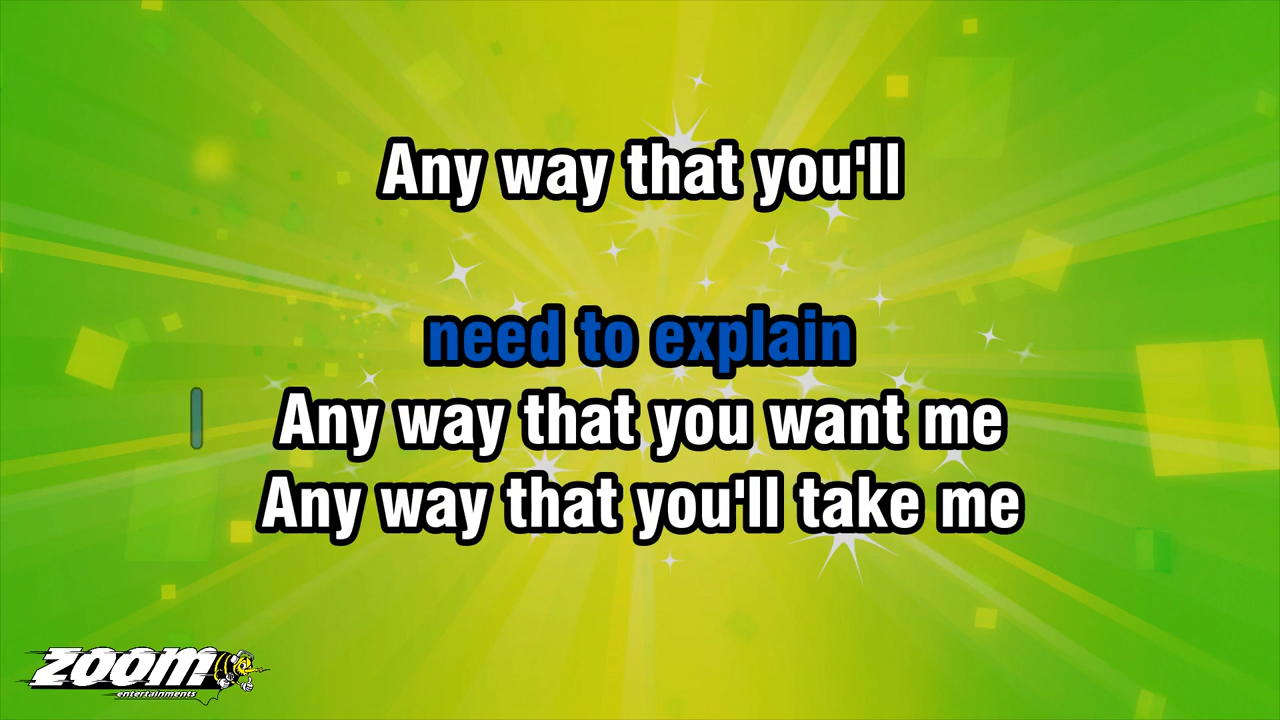 Any way that you'll
need to explain
Any way that you want me
Any way that you'll take me
ZOOM
entertainments